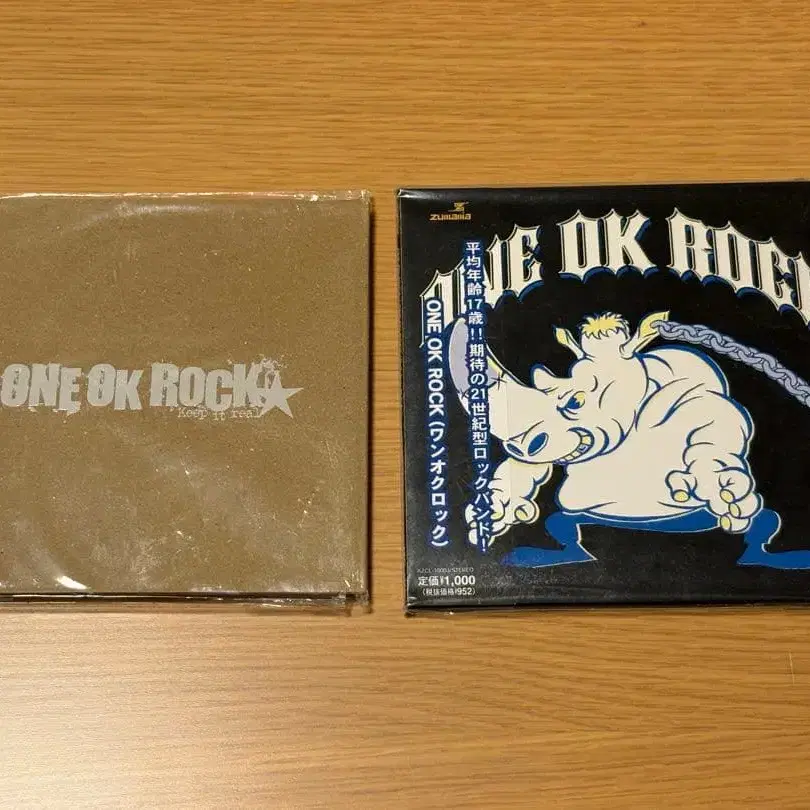 ONE OK ROCK
Keep it real
zumania
ONE OK ROCK
平均年齢17歳!!期待の21世紀型ロックバンド!
ONE OK ROCK(ワンオクロック)
STEREO
定価¥1,000
(税抜価格¥952)